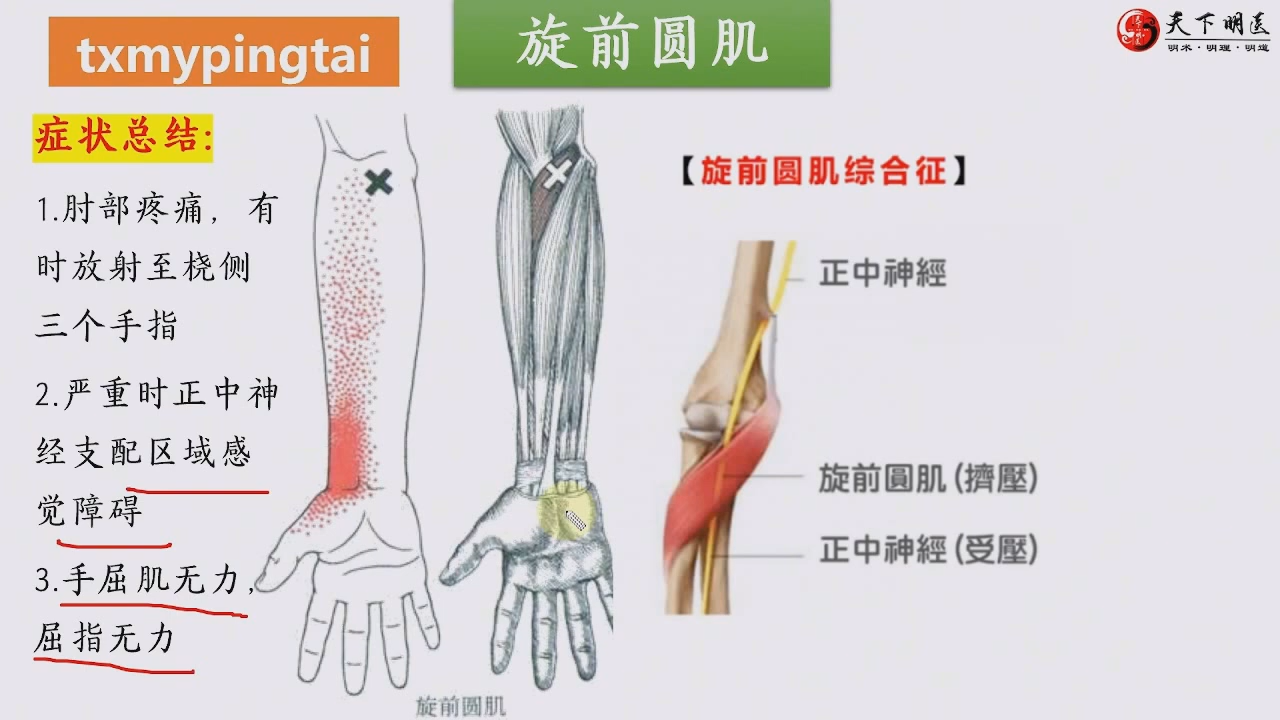 txmypingtai
旋前圆肌
天下明医
明术·明理·明道
症状总结:
1.肘部疼痛，有
时放射至桡侧
三个手指
2.严重时正中神
经支配区域感
觉障碍
3.手屈肌无力，
屈指无力
旋前圆肌
【旋前圆肌综合征】
正中神經
旋前圓肌(擠壓)
正中神經(受壓)